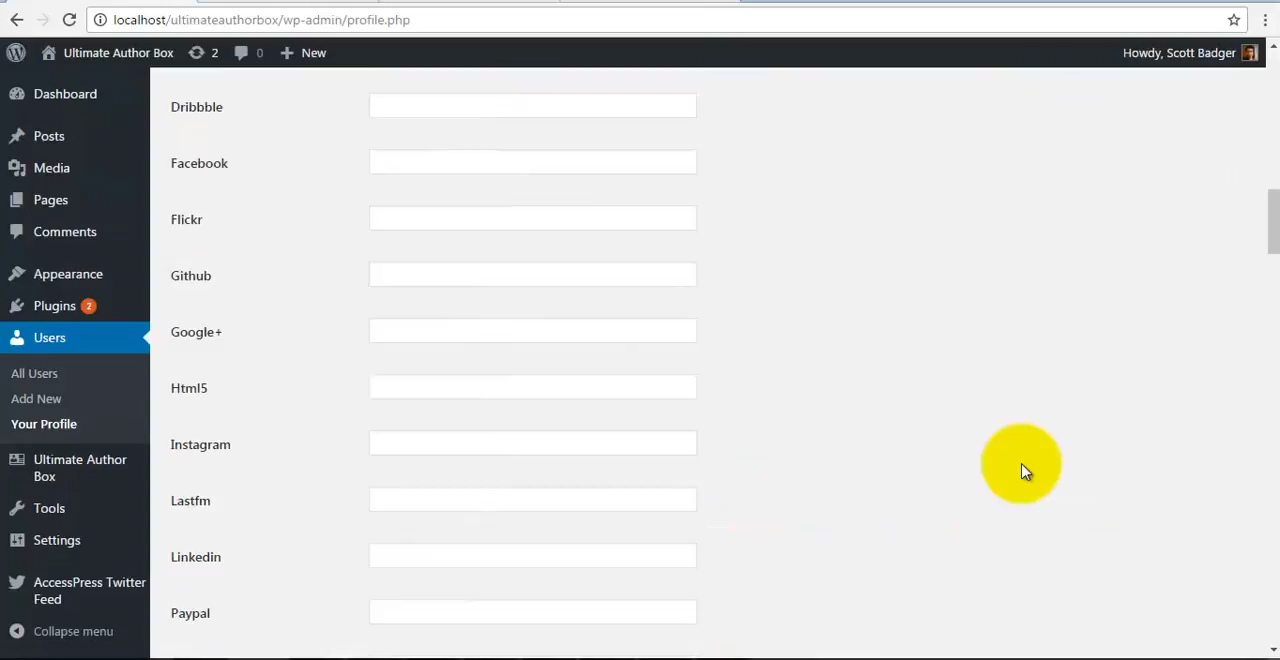 localhost/ultimateauthorbox/wp-admin/profile.php
Ultimate Author Box 2 0 New Howdy, Scott Badger
Dashboard
Posts
Media
Pages
Comments
Appearance
Plugins 2
Users
All Users
Add New
Your Profile
Ultimate Author
Box
Tools
Settings
AccessPress Twitter
Feed
Collapse menu
Dribbble
Facebook
Flickr
Github
Google+
Html5
Instagram
Lastfm
Linkedin
Paypal